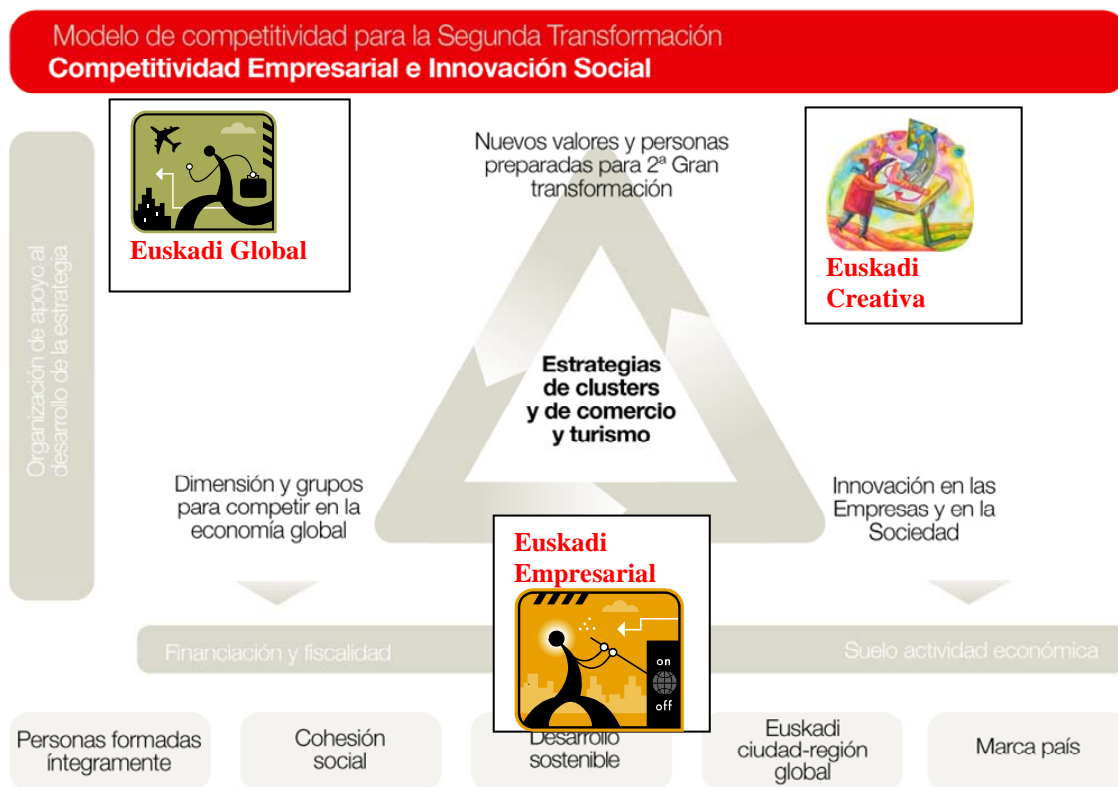 Modelo de competitividad para la Segunda Transformación
Competitividad Empresarial e Innovación Social
Organización de apoyo al
desarrollo de la estrategia
Euskadi Global
Nuevos valores y personas
preparadas para 2ª Gran
transformación
Euskadi
Creativa
Estrategias
de clusters
y de comercio
y turismo
Dimensión y grupos
para competir en la
economía global
Innovación en las
Empresas y en la
Sociedad
Euskadi
Empresarial
on
off
Financiación y fiscalidad
Suelo actividad económica
Personas formadas
íntegramente
Cohesión
social
Desarrollo
sostenible
Euskadi
ciudad-región
global
Marca país